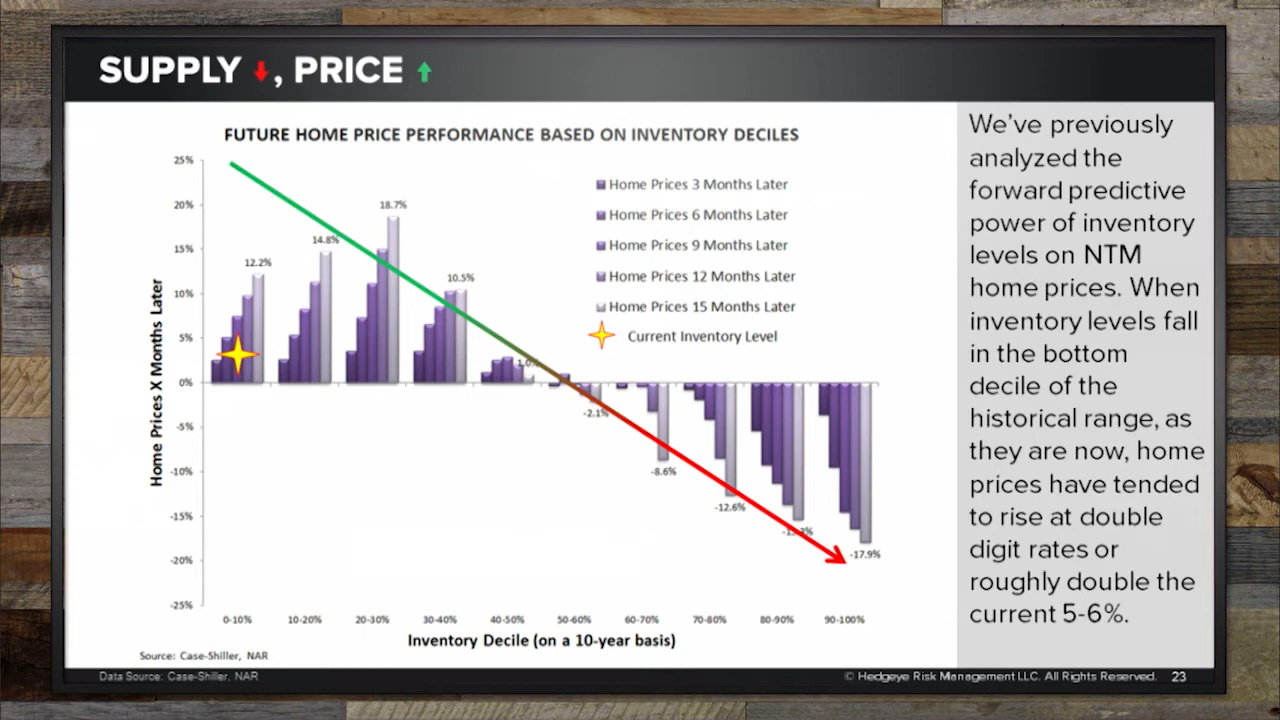 SUPPLY , PRICE
FUTURE HOME PRICE PERFORMANCE BASED ON INVENTORY DECILES
25%
20%
15%
10%
5%
0%
-5%
-10%
-15%
-20%
-25%
Home Prices X Months Later
12.2%
14.8%
18.7%
10.5%
-2.1%
-8.6%
-12.6%
-17.9%
Home Prices 3 Months Later
Home Prices 6 Months Later
Home Prices 9 Months Later
Home Prices 12 Months Later
Home Prices 15 Months Later
Current Inventory Level
0-10%
10-20%
20-30%
30-40%
40-50%
50-60%
60-70%
70-80%
80-90%
90-100%
Inventory Decile (on a 10-year basis)
Source: Case-Shiller, NAR
We’ve previously
analyzed the
forward predictive
power of inventory
levels on NTM
home prices. When
inventory levels fall
in the bottom
decile of the
historical range, as
they are now, home
prices have tended
to rise at double
digit rates or
roughly double the
current 5-6%.
Data Source: Case-Shiller, NAR
© Hedgeye Risk Management LLC. All Rights Reserved. 23